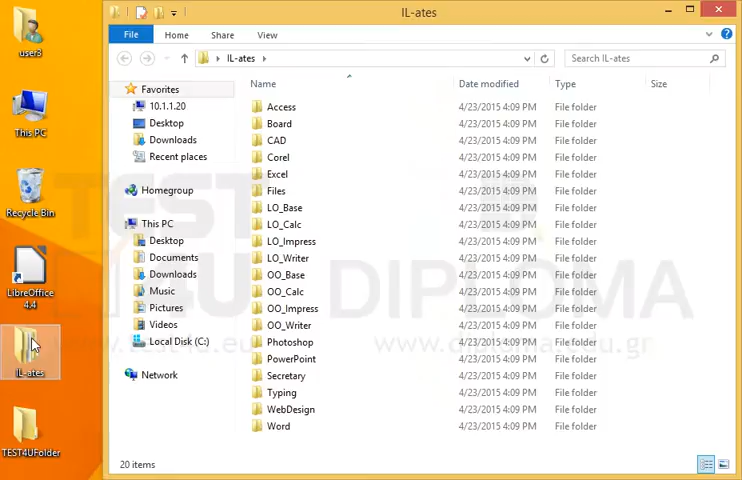 user3
This PC
Recycle Bin
LibreOffice
4.4
IL-ates
TEST4UFolder
IL-ates
File Home Share View
IL-ates
Search IL-ates
Name Date modified Type Size
Favorites
10.1.1.20
Desktop
Downloads
Recent places
Homegroup
This PC
Desktop
Documents
Downloads
Music
Pictures
Videos
Local Disk (C:)
Network
Access 4/23/2015 4:09 PM File folder
Board 4/23/2015 4:09 PM File folder
CAD 4/23/2015 4:09 PM File folder
Corel 4/23/2015 4:09 PM File folder
Excel 4/23/2015 4:09 PM File folder
Files 4/23/2015 4:09 PM File folder
LO_Base 4/23/2015 4:09 PM File folder
LO_Calc 4/23/2015 4:09 PM File folder
LO_Impress 4/23/2015 4:09 PM File folder
LO_Writer 4/23/2015 4:09 PM File folder
OO_Base 4/23/2015 4:09 PM File folder
OO_Calc 4/23/2015 4:09 PM File folder
OO_Impress 4/23/2015 4:09 PM File folder
OO_Writer 4/23/2015 4:09 PM File folder
Photoshop 4/23/2015 4:09 PM File folder
PowerPoint 4/23/2015 4:09 PM File folder
Secretary 4/23/2015 4:09 PM File folder
Typing 4/23/2015 4:09 PM File folder
WebDesign 4/23/2015 4:09 PM File folder
Word 4/23/2015 4:09 PM File folder
20 items
TEST
4U
DIPLOMA
www.test4u.eu
www.diploma.edu.gr